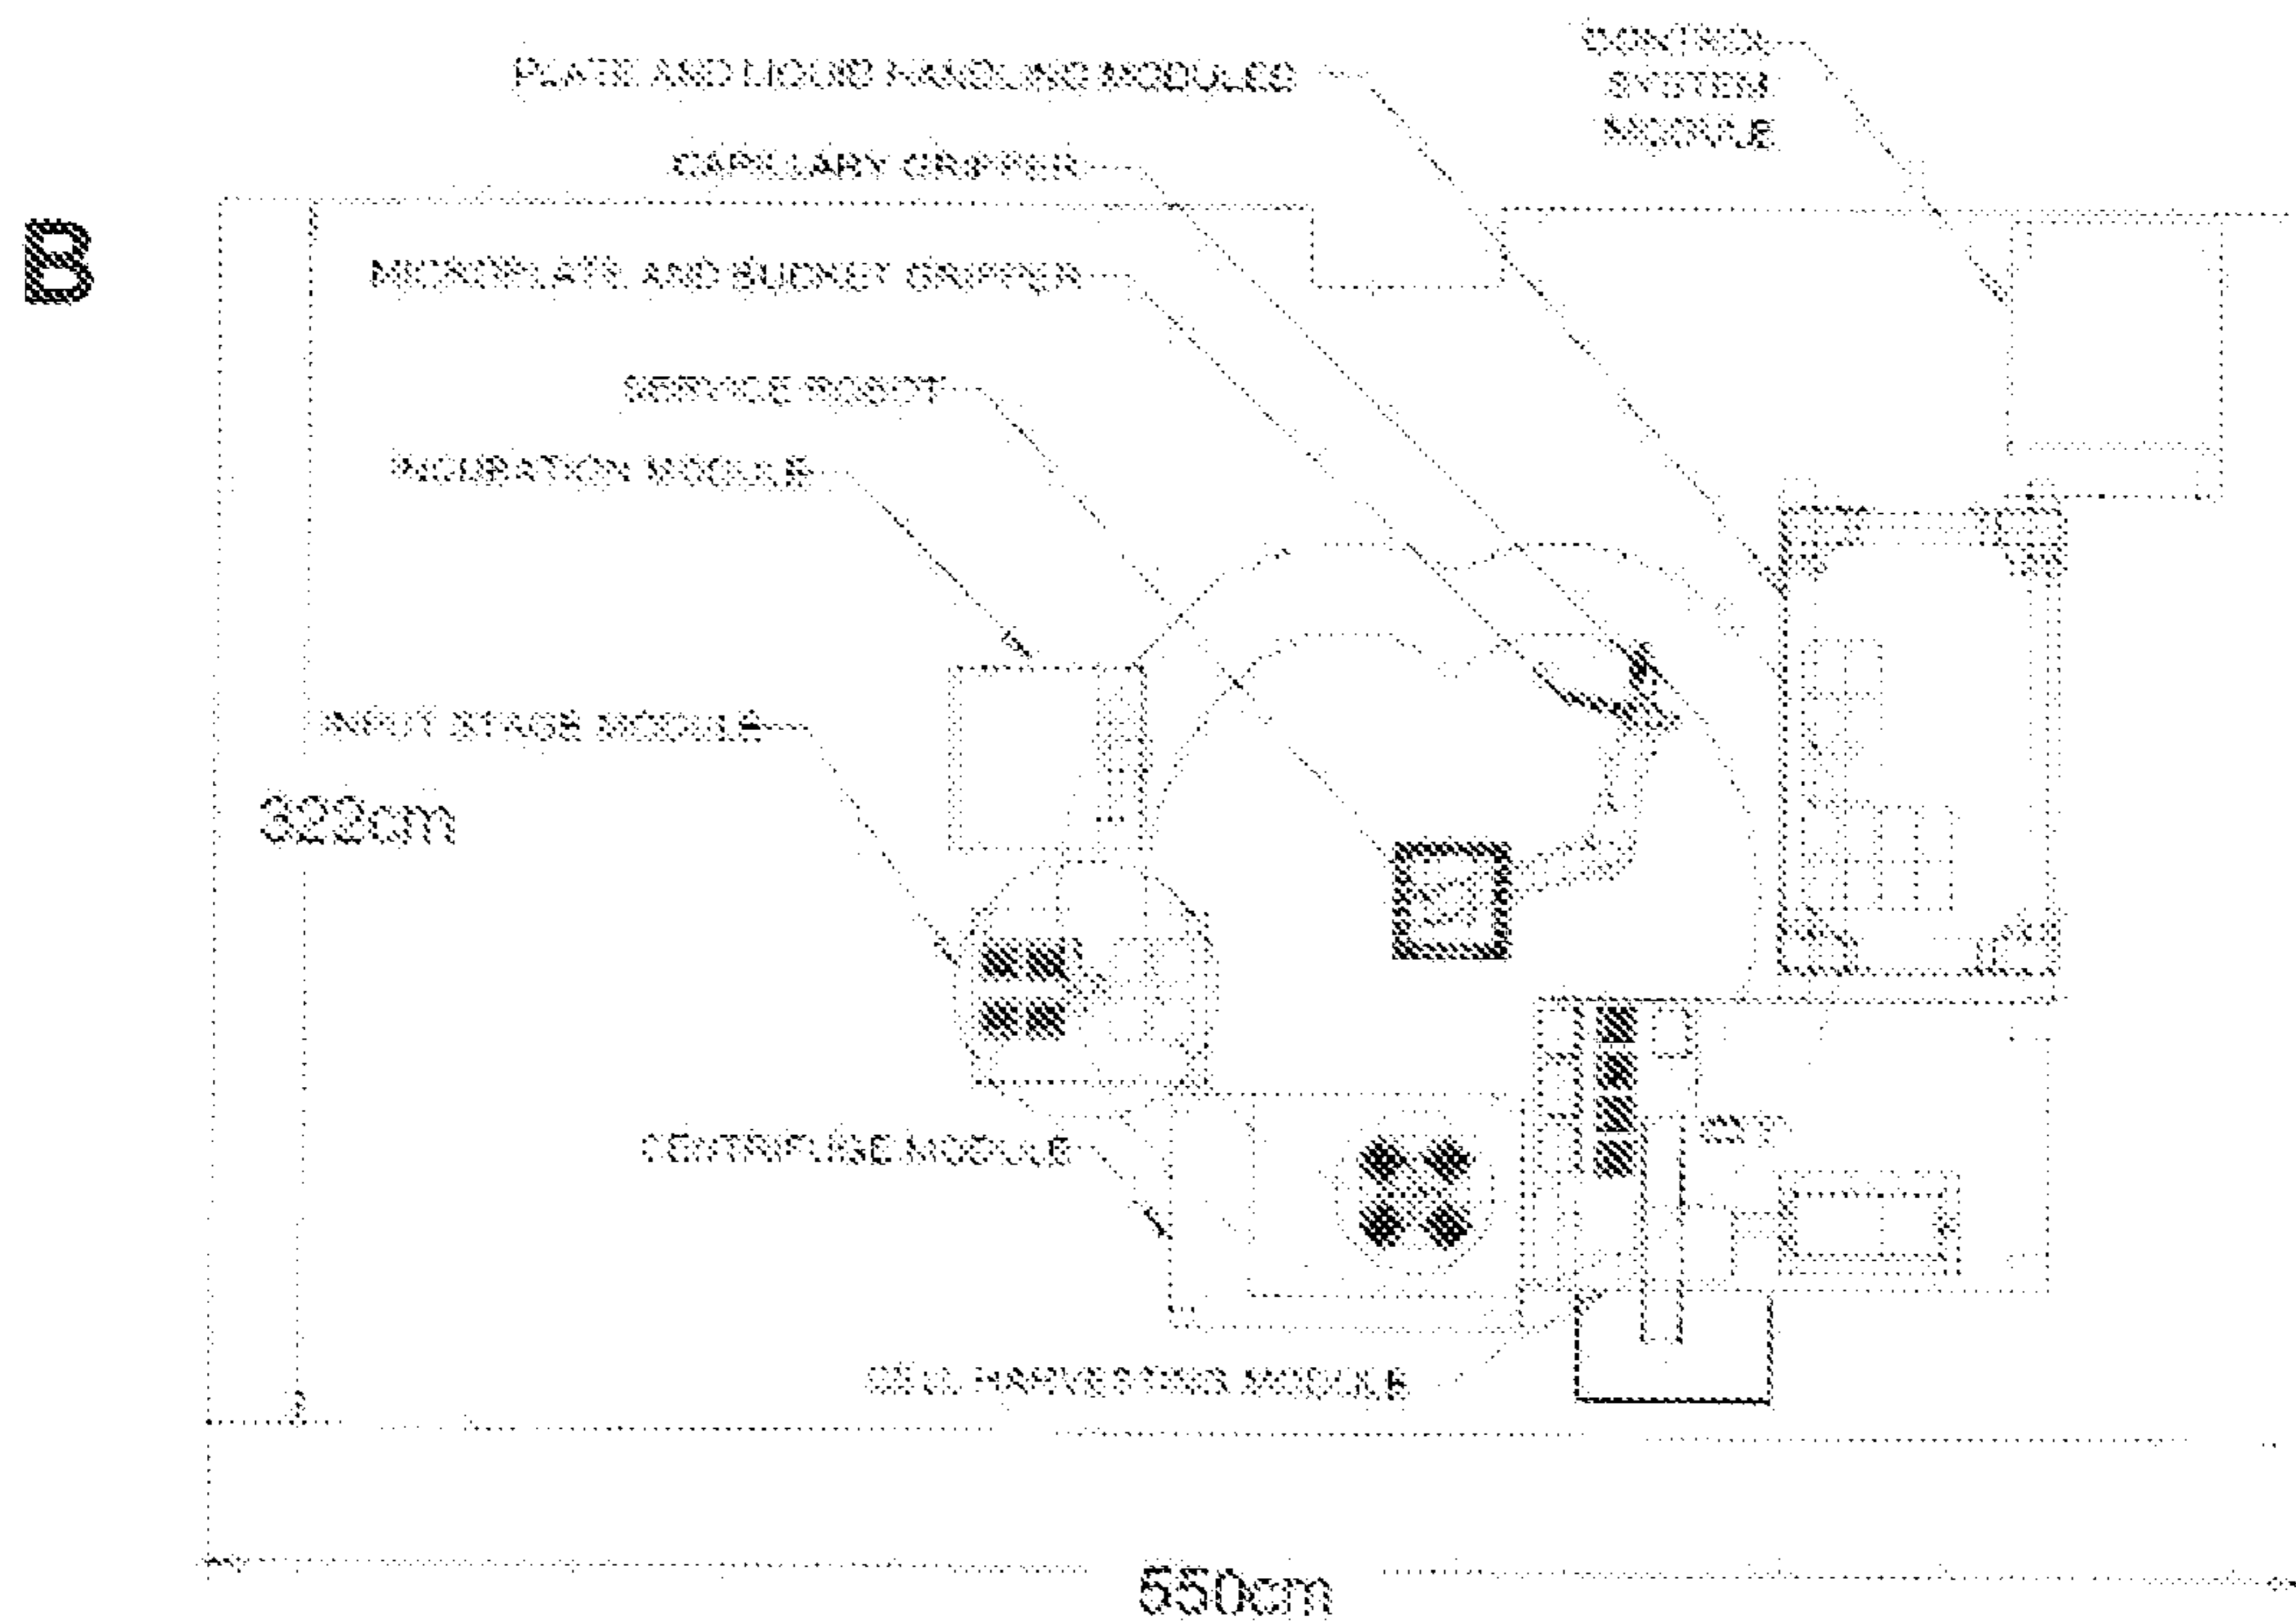 PLATE AND LIQUID HANDLING MODULES
CONTROL
SYSTEM
MODULE
CAPILLARY GRIPPER
B
MICROPLATE AND BUCKET GRIPPER
SERVICE ROBOT
INCUBATION MODULE
INPUT STAGE MODULE
322cm
CENTRIFUGE MODULE
CELL HARVESTING MODULE
550cm